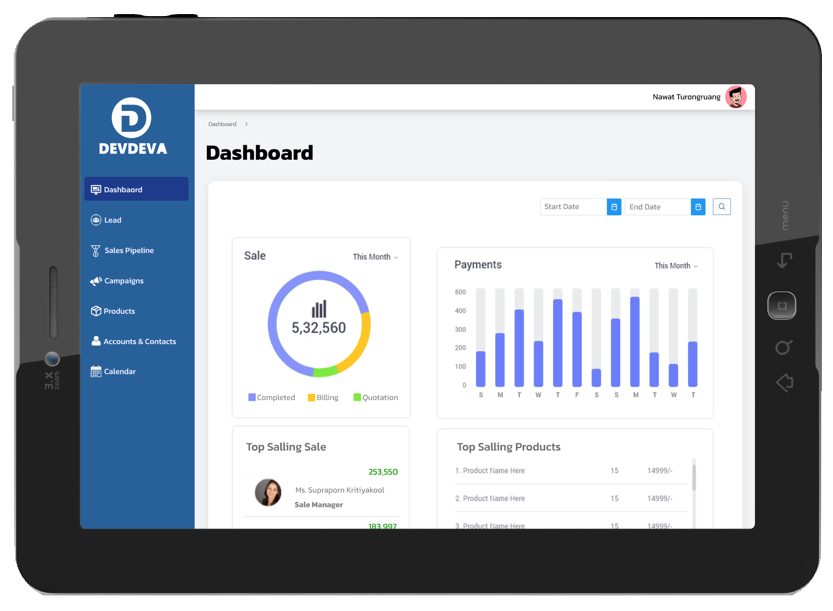 DEVDEVA
Dashbaord
Lead
Sales Pipeline
Campaigns
Products
Accounts & Contacts
Calendar
Nawat Turongruang
Dashboard >
Dashboard
Start Date
End Date
Sale
This Month
5,32,560
Completed
Billing
Quotation
Payments
This Month
500
400
300
200
100
0
S M T W T F S S M T W T
Top Salling Sale
253,550
Ms. Supraporn Kritiyakool
Sale Manager
183,997
Top Salling Products
1. Product Name Here 15 14999/-
2. Product Name Here 15 14999/-
3. Product Name Here 15 14999/-
menu
3.X
zoom